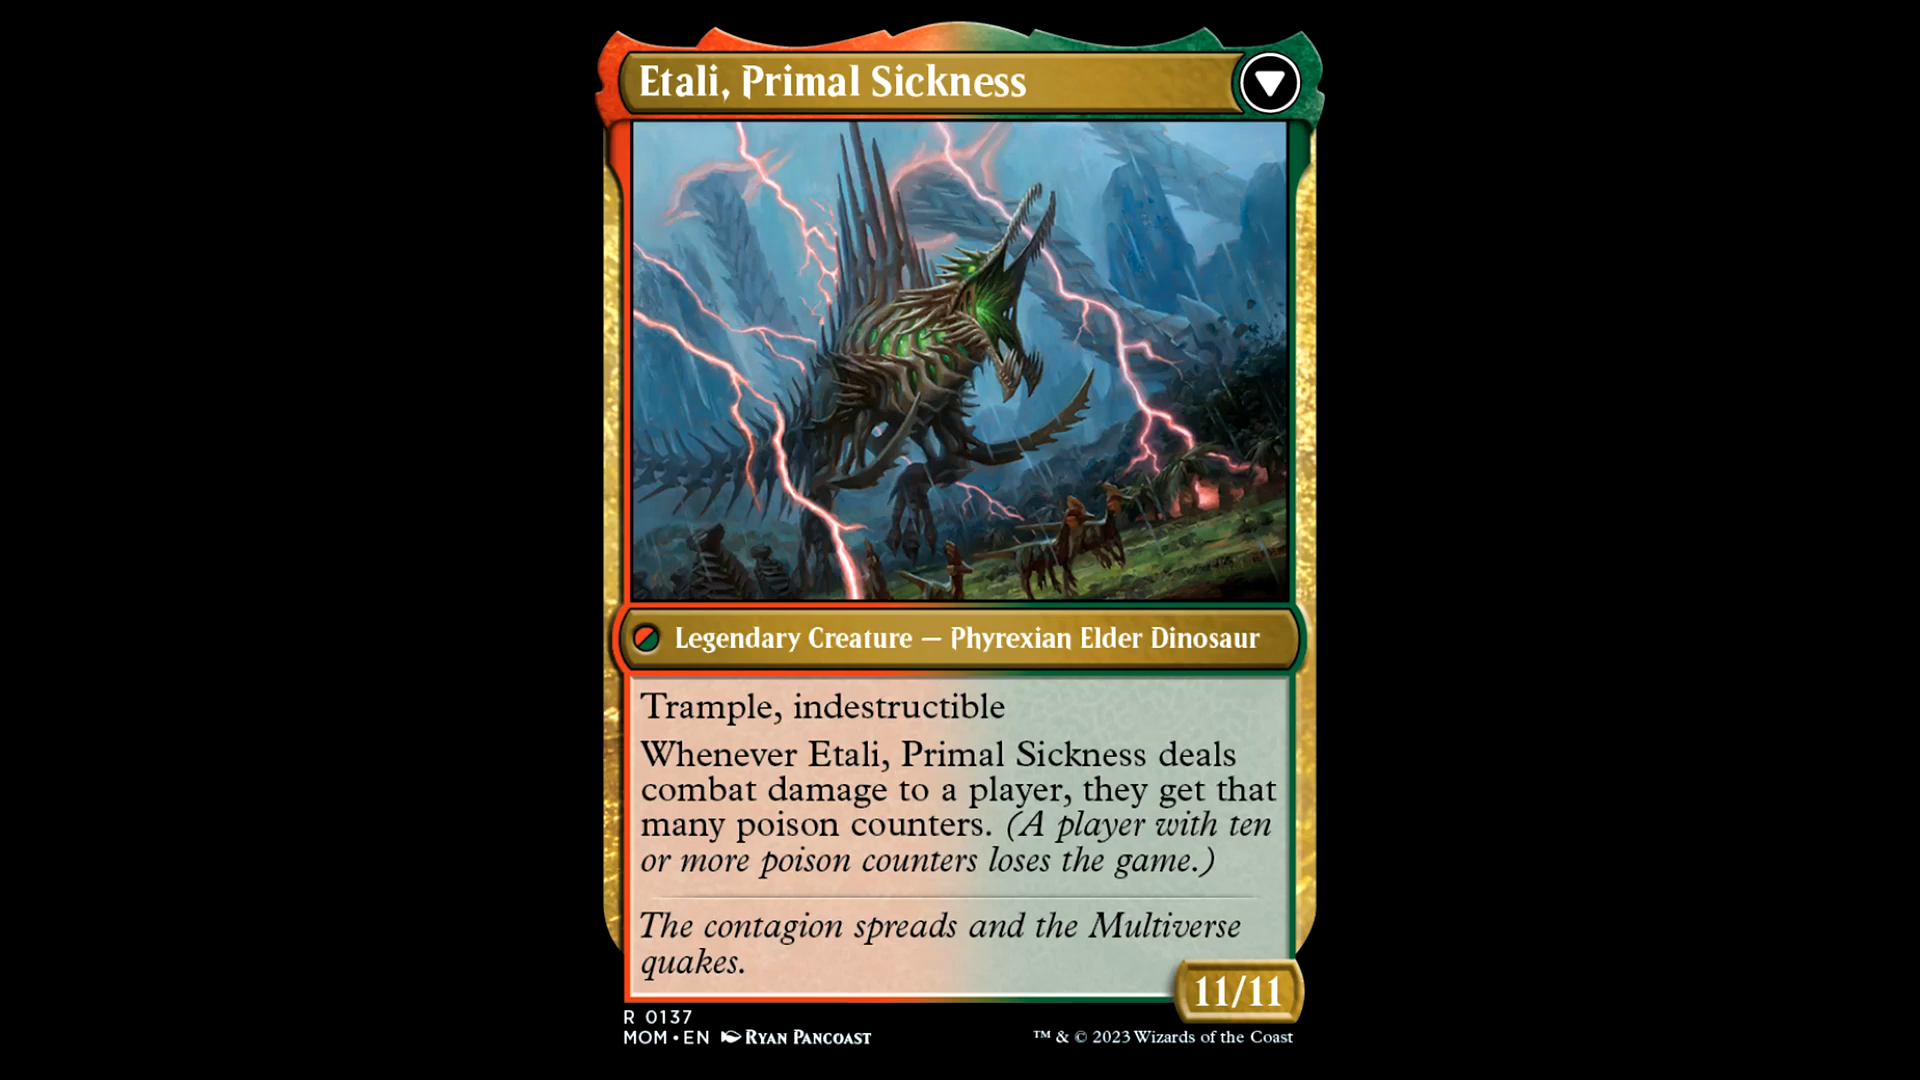 Etali, Primal Sickness
Legendary Creature — Phyrexian Elder Dinosaur
Trample, indestructible
Whenever Etali, Primal Sickness deals
combat damage to a player, they get that
many poison counters. (A player with ten
or more poison counters loses the game.)
The contagion spreads and the Multiverse
quakes.
11/11
R 0137
MOM • EN Ryan Pancoast
™ & © 2023 Wizards of the Coast